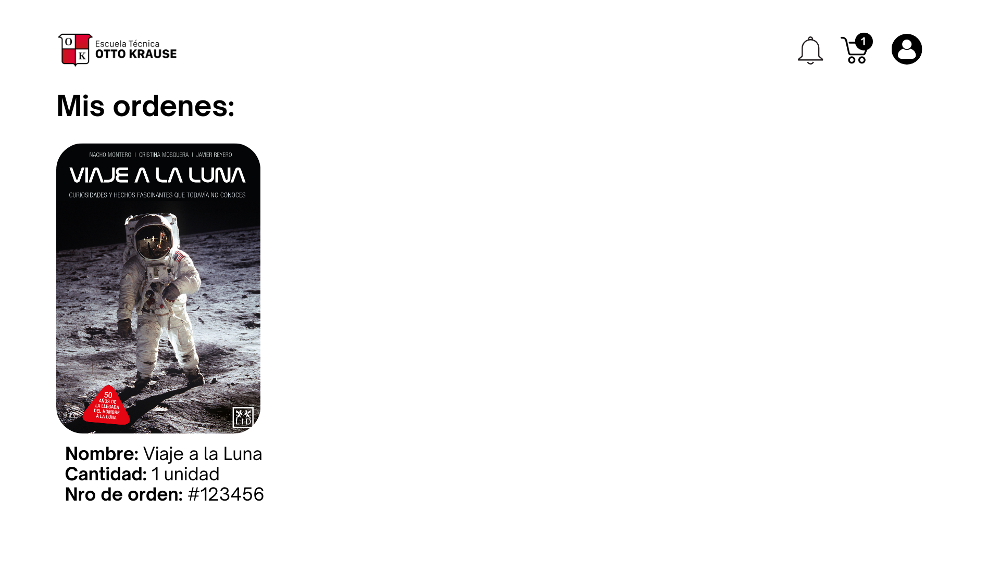 O
K
Escuela Técnica
OTTO KRAUSE
1
Mis ordenes:
NACHO MONTERO | CRISTINA MOSQUERA | JAVIER REYERO
VIAJE A LA LUNA
CURIOSIDADES Y HECHOS FASCINANTES QUE TODAVÍA NO CONOCES
50
AÑOS DE
LA LLEGADA
DEL HOMBRE
A LA LUNA
LID
Nombre: Viaje a la Luna
Cantidad: 1 unidad
Nro de orden: #123456